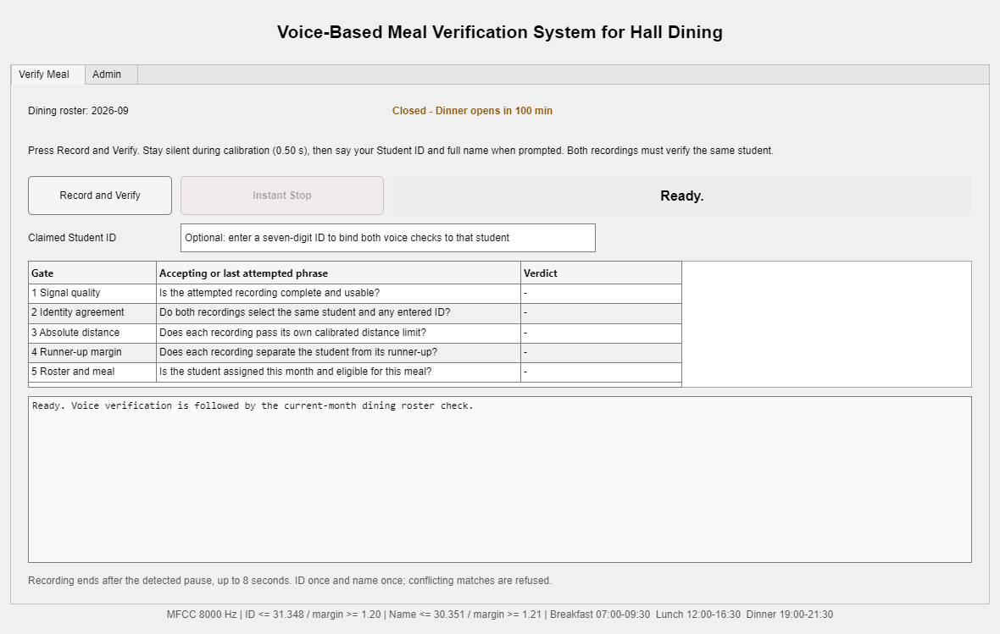 Voice-Based Meal Verification System for Hall Dining
Verify Meal Admin
Dining roster: 2026-09 Closed - Dinner opens in 100 min
Press Record and Verify. Stay silent during calibration (0.50 s), then say your Student ID and full name when prompted. Both recordings must verify the same student.
Record and Verify Instant Stop Ready.
Claimed Student ID Optional: enter a seven-digit ID to bind both voice checks to that student
Gate Accepting or last attempted phrase Verdict
1 Signal quality Is the attempted recording complete and usable? -
2 Identity agreement Do both recordings select the same student and any entered ID? -
3 Absolute distance Does each recording pass its own calibrated distance limit? -
4 Runner-up margin Does each recording separate the student from its runner-up? -
5 Roster and meal Is the student assigned this month and eligible for this meal? -
Ready. Voice verification is followed by the current-month dining roster check.
Recording ends after the detected pause, up to 8 seconds. ID once and name once; conflicting matches are refused.
MFCC 8000 Hz | ID <= 31.348 / margin >= 1.20 | Name <= 30.351 / margin >= 1.21 | Breakfast 07:00-09:30 Lunch 12:00-16:30 Dinner 19:00-21:30